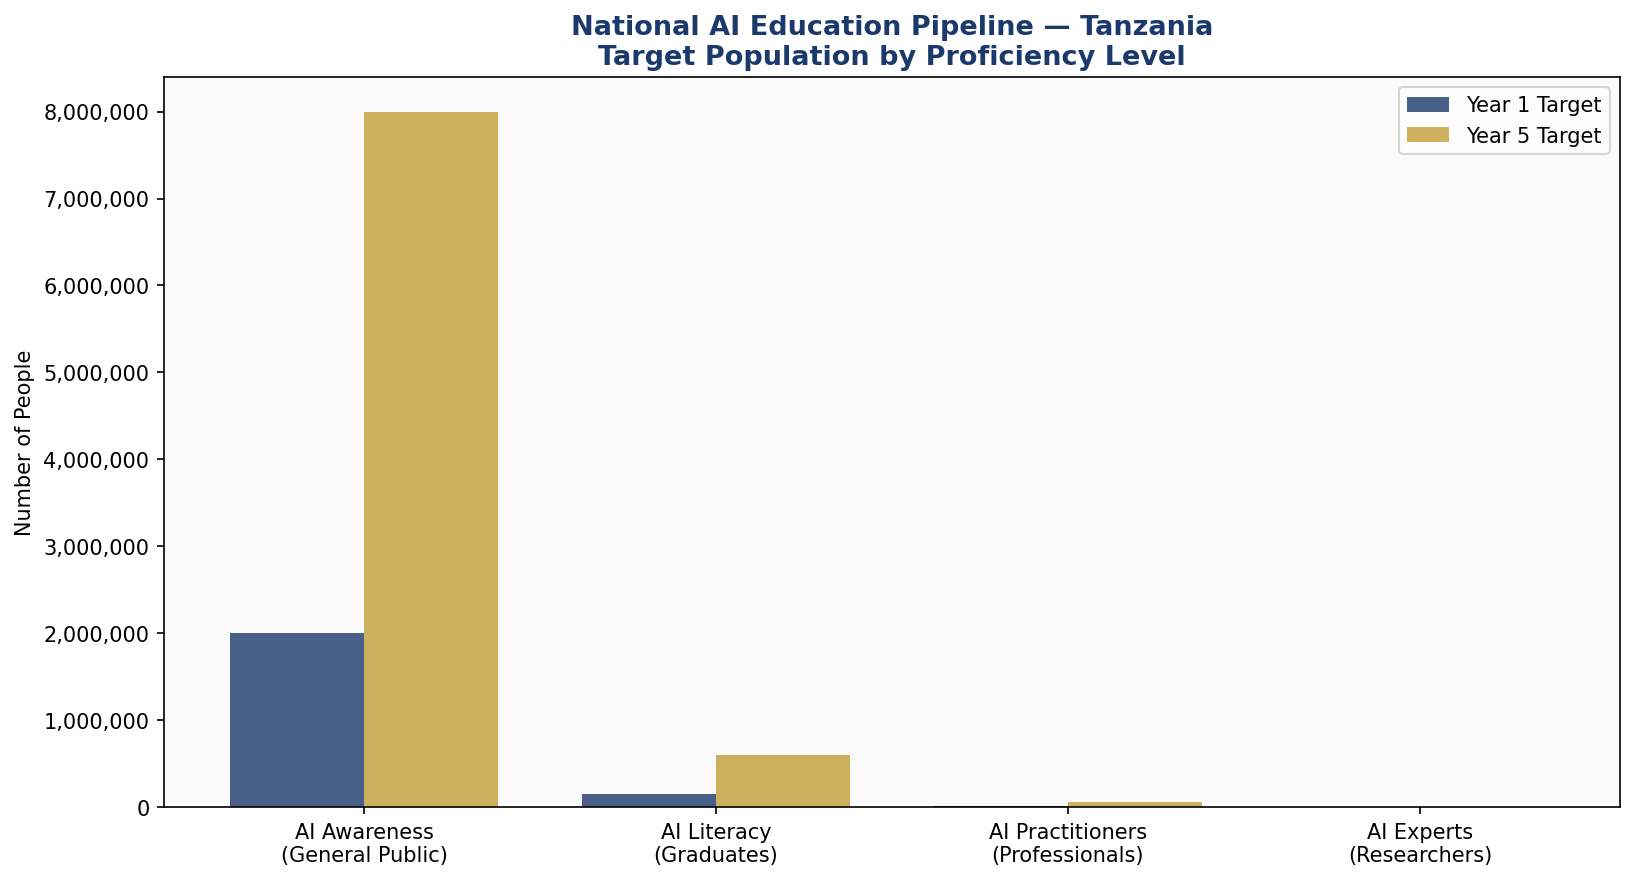 National AI Education Pipeline — Tanzania
Target Population by Proficiency Level
Year 1 Target
Year 5 Target
Number of People
8,000,000
7,000,000
6,000,000
5,000,000
4,000,000
3,000,000
2,000,000
1,000,000
0
AI Awareness
(General Public)
AI Literacy
(Graduates)
AI Practitioners
(Professionals)
AI Experts
(Researchers)